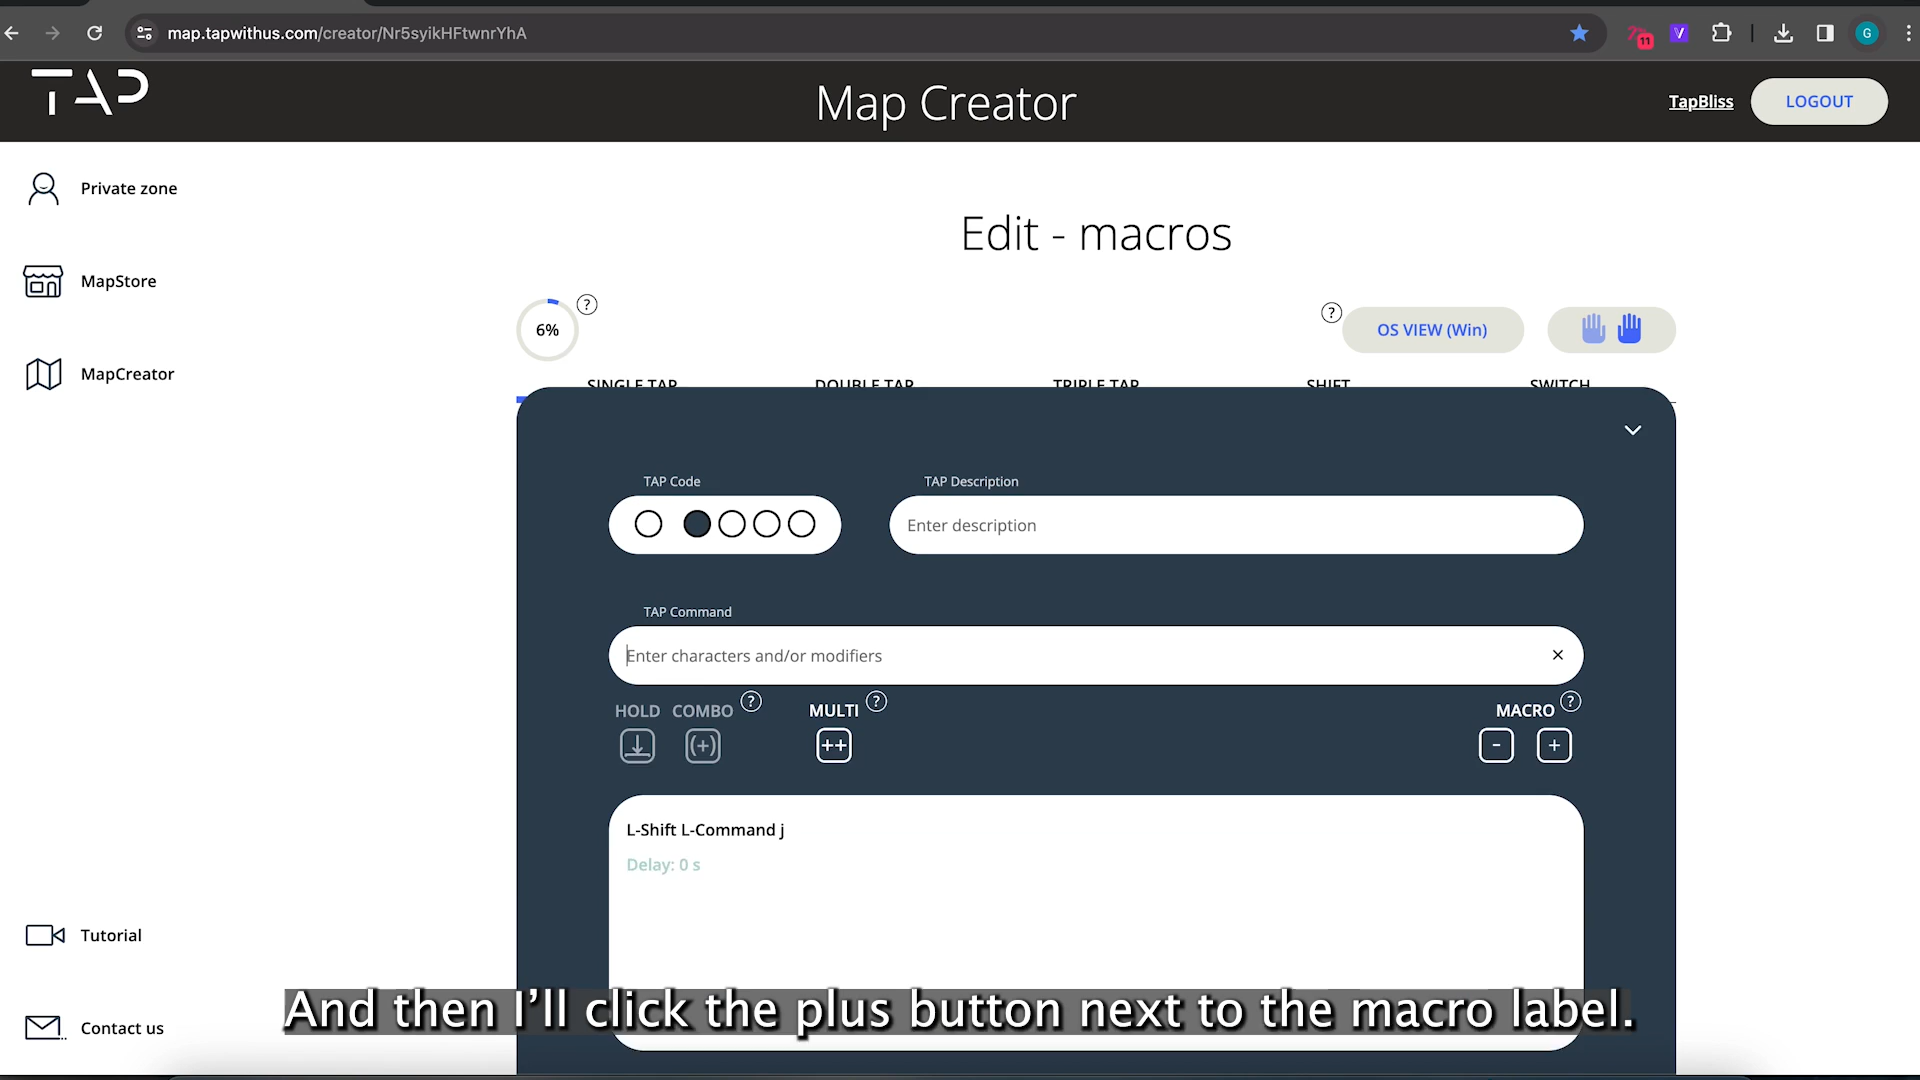 map.tapwithus.com/creator/Nr5syikHFtwnrYhA
11
V
G
TAP
Map Creator
TapBliss
LOGOUT
Private zone
MapStore
MapCreator
Tutorial
Contact us
Edit - macros
6%
?
?
OS VIEW (Win)
SINGLE TAP
DOUBLE TAP
TRIPLE TAP
SHIFT
SWITCH
TAP Code
TAP Description
Enter description
TAP Command
Enter characters and/or modifiers
HOLD
COMBO
?
MULTI
?
MACRO
?
(+)
++
-
+
L-Shift L-Command j
Delay: 0 s
And then I’ll click the plus button next to the macro label.